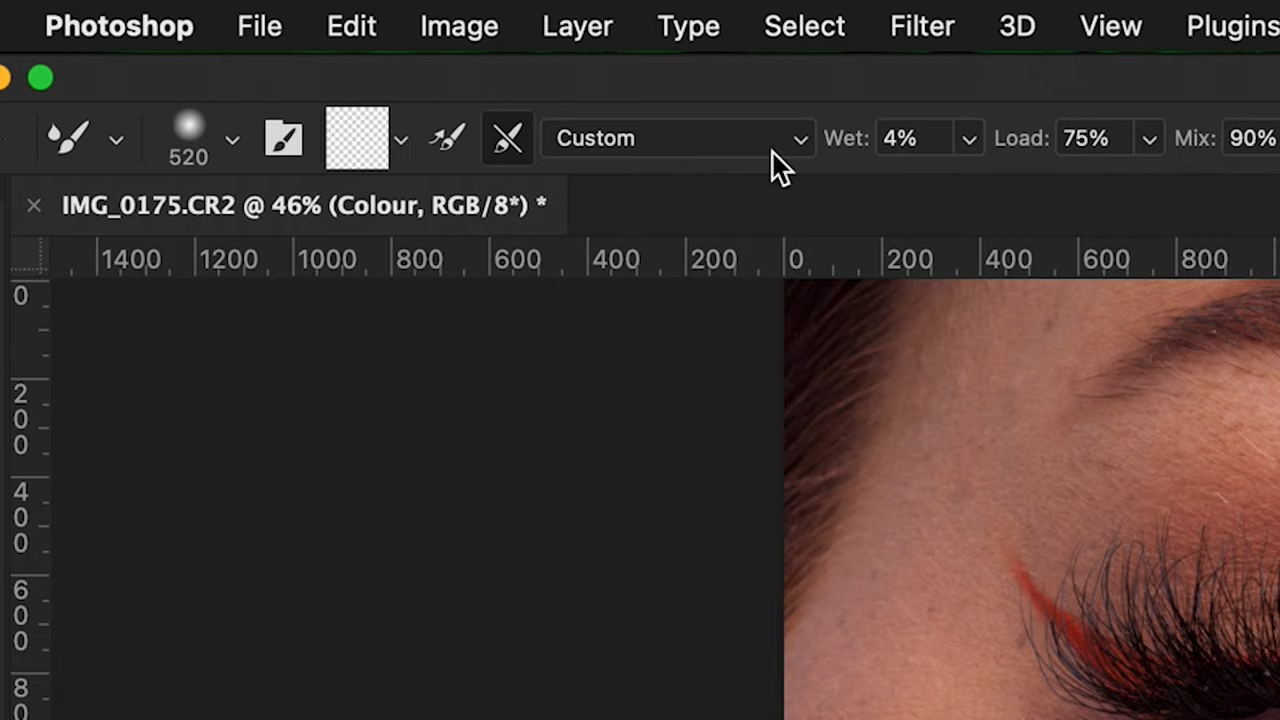 Photoshop File Edit Image Layer Type Select Filter 3D View Plugins
520 Custom Wet: 4% Load: 75% Mix: 90%
IMG_0175.CR2 @ 46% (Colour, RGB/8*) *
1400 1200 1000 800 600 400 200 0 200 400 600 800
0
200
400
600
80